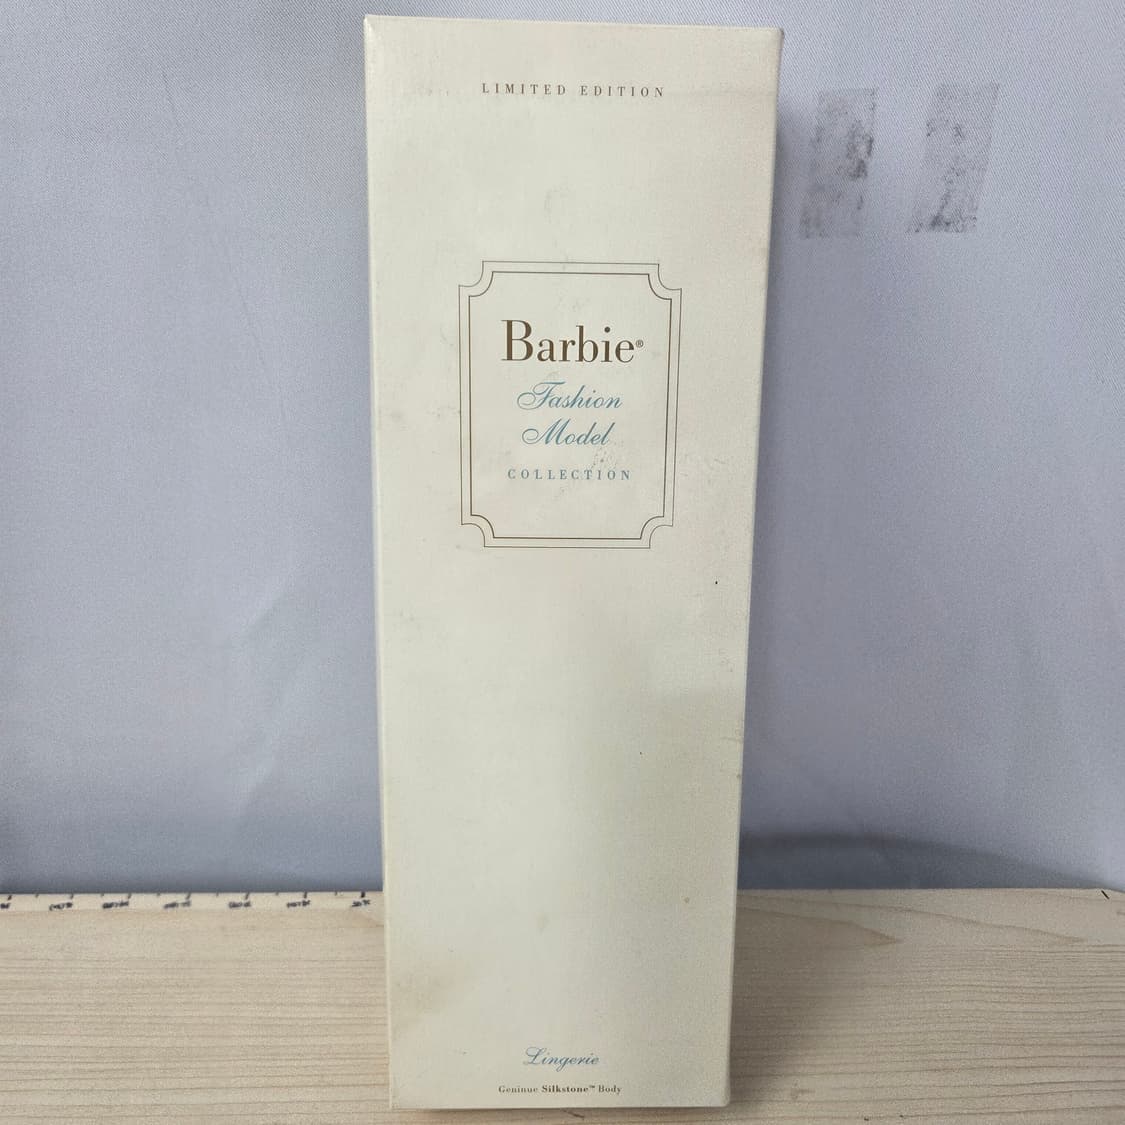 LIMITED EDITION
Barbie®
Fashion
Model
COLLECTION
Lingerie
Geninue Silkstone™ Body